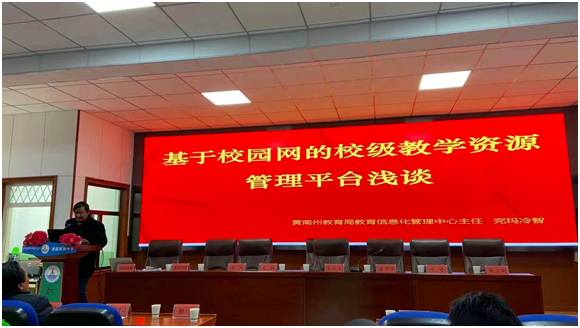 基于校园网的校级教学资源
管理平台浅谈
黄南州教育局教育信息化管理中心主任 完玛冷智